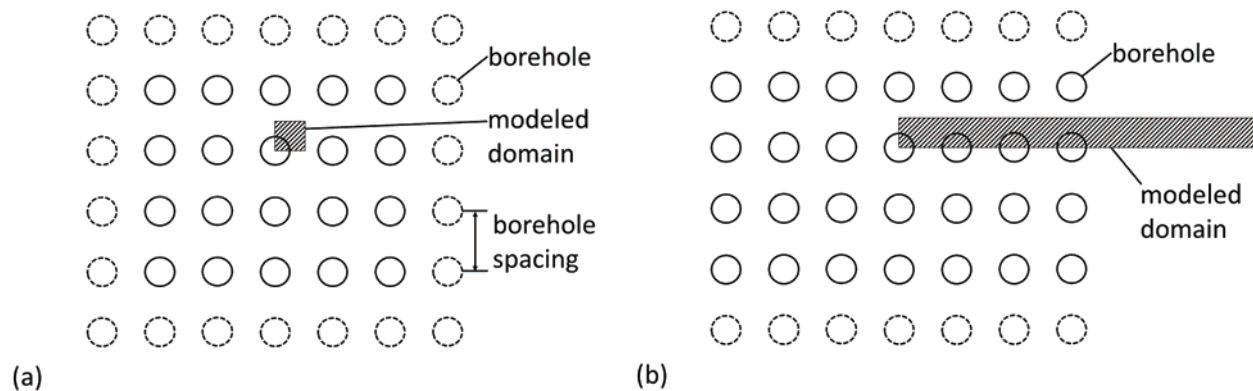 borehole
modeled
domain
borehole
spacing
(a)
borehole
modeled
domain
(b)